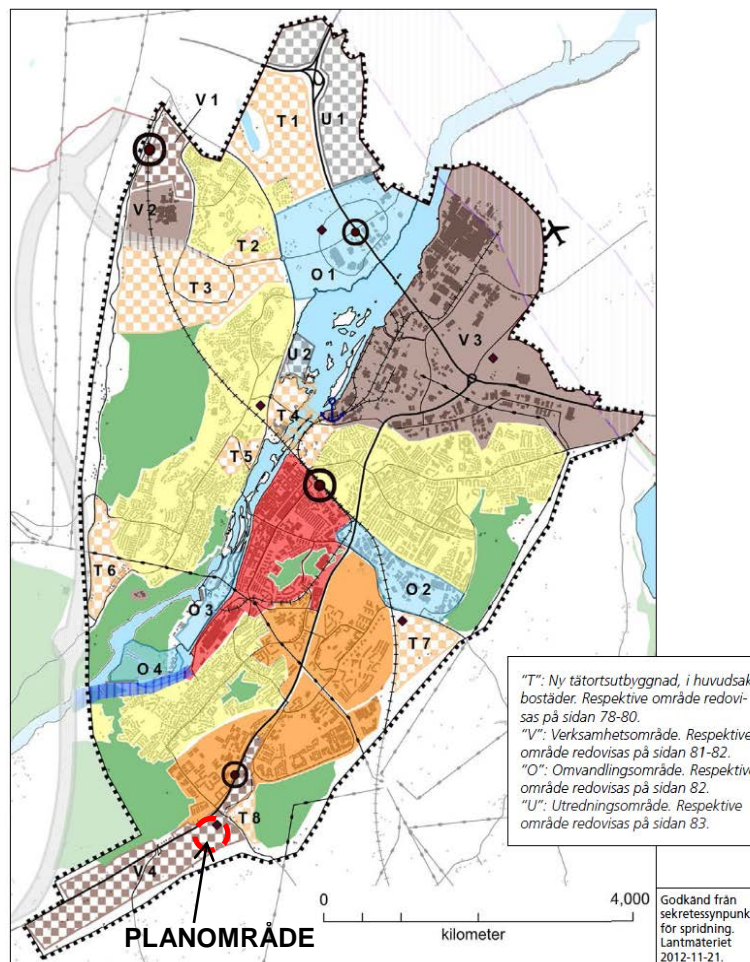 V 1
T 1
U 1
V 2
T 2
O 1
T 3
V 3
U 2
T 4
T 5
T 6
O 3
O 2
O 4
T 7
T 8
V 4
PLANOMRÅDE
"T": Ny tätortsutbyggnad, i huvudsak
bostäder. Respektive område redovi-
sas på sidan 78-80.
"V": Verksamhetsområde. Respektive
område redovisas på sidan 81-82.
"O": Omvandlingsområde. Respektive
område redovisas på sidan 82.
"U": Utredningsområde. Respektive
område redovisas på sidan 83.
0 4,000
kilometer
Godkänd från
sekretessynpunk
för spridning.
Lantmäteriet
2012-11-21.